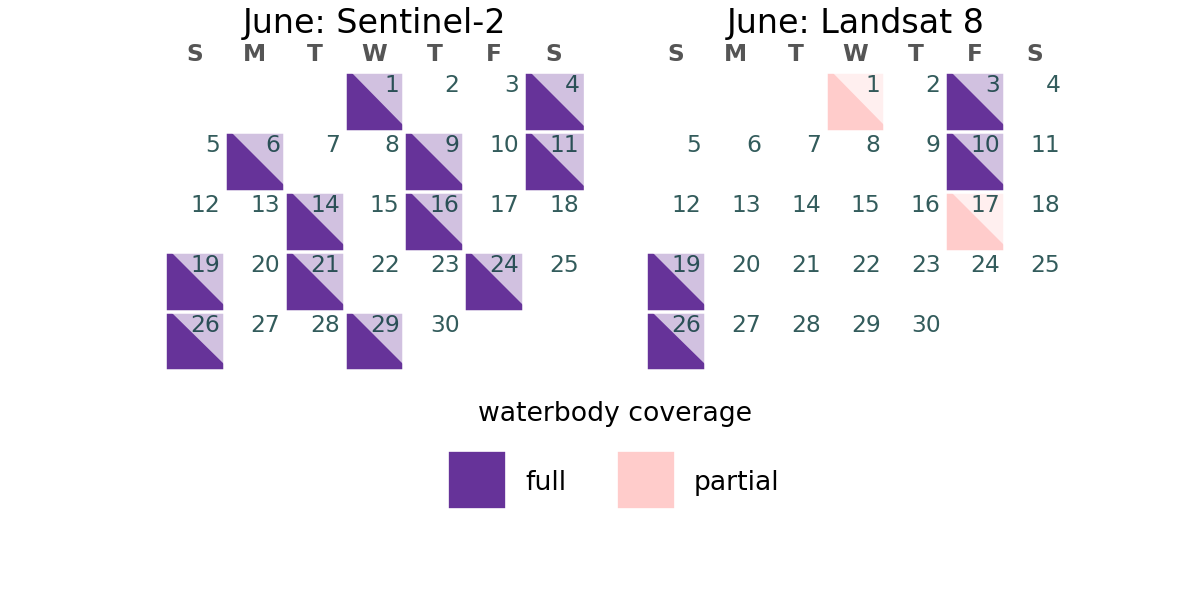 June: Sentinel-2
S M T W T F S
1 2 3 4
5 6 7 8 9 10 11
12 13 14 15 16 17 18
19 20 21 22 23 24 25
26 27 28 29 30
June: Landsat 8
S M T W T F S
1 2 3 4
5 6 7 8 9 10 11
12 13 14 15 16 17 18
19 20 21 22 23 24 25
26 27 28 29 30
waterbody coverage
full
partial